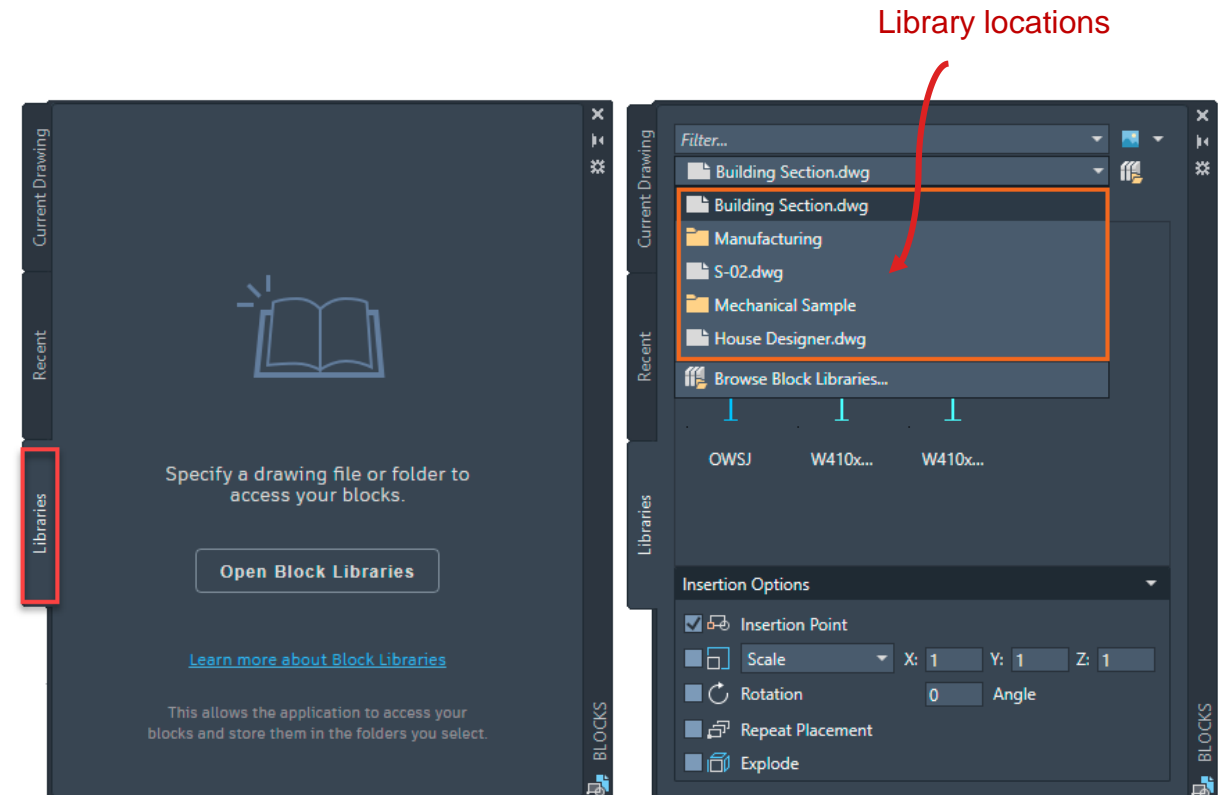 Library locations
Current Drawing
Recent
Libraries
Specify a drawing file or folder to
access your blocks.
Open Block Libraries
Learn more about Block Libraries
This allows the application to access your
blocks and store them in the folders you select.
BLOCKS
Current Drawing
Recent
Libraries
Filter...
Building Section.dwg
Building Section.dwg
Manufacturing
S-02.dwg
Mechanical Sample
House Designer.dwg
Browse Block Libraries...
OWSJ W410x... W410x...
Insertion Options
Insertion Point
Scale X: 1 Y: 1 Z: 1
Rotation 0 Angle
Repeat Placement
Explode
BLOCKS